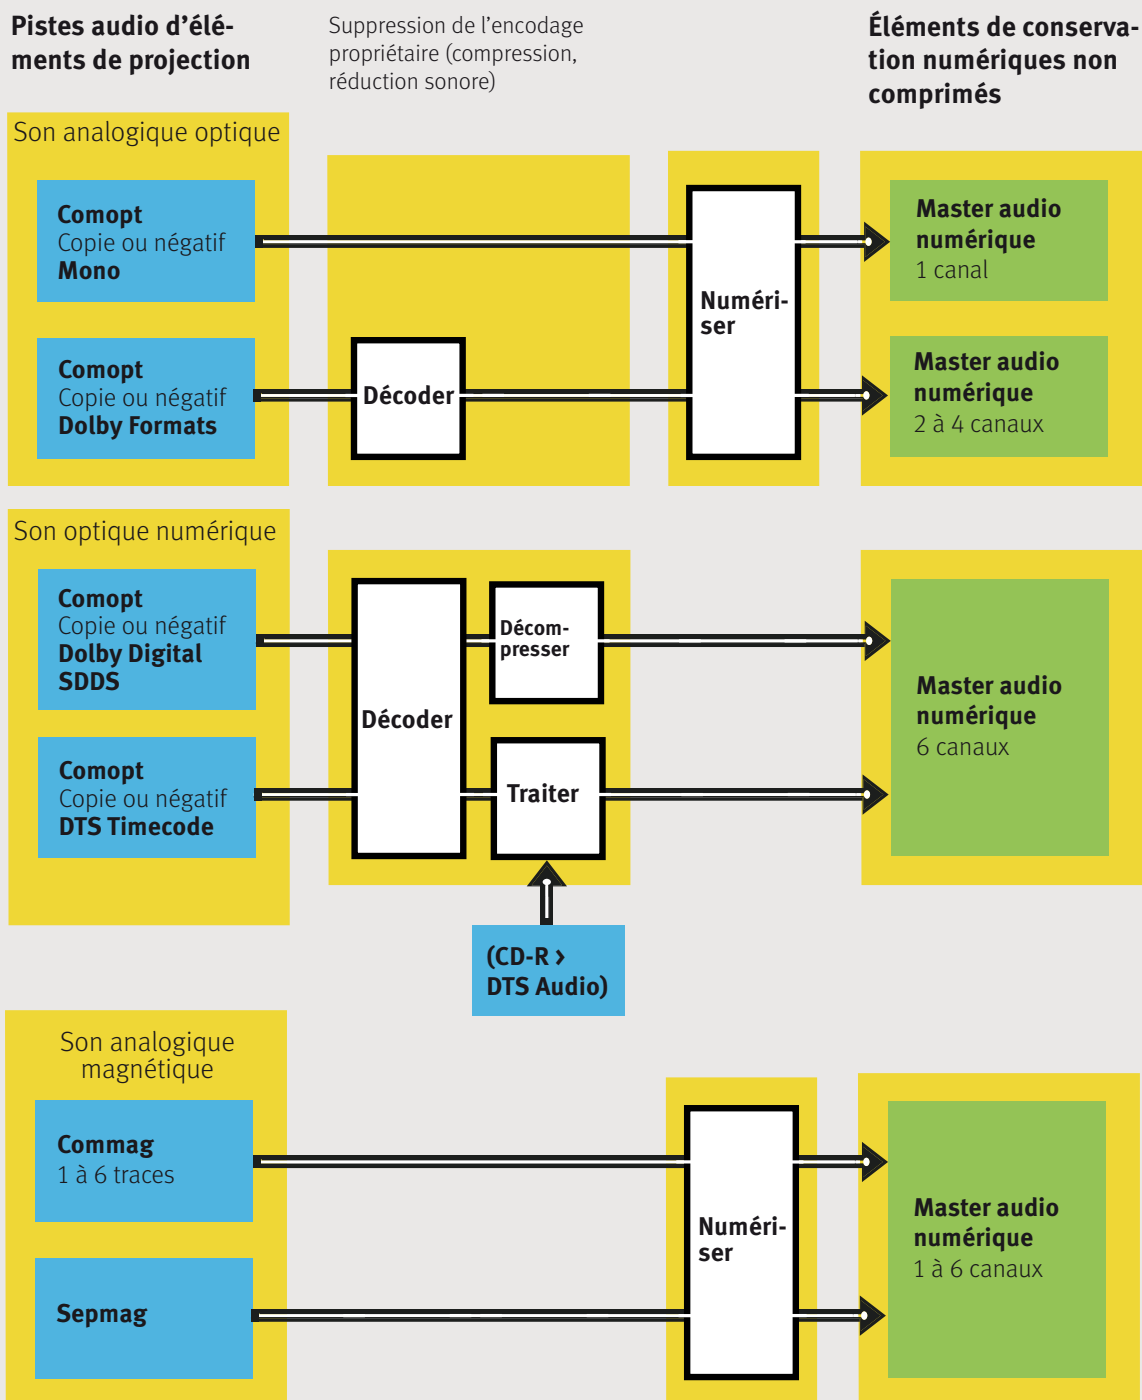 Pistes audio d’élé-
ments de projection
Suppression de l’encodage
propriétaire (compression,
réduction sonore)
Éléments de conserva-
tion numériques non
comprimés
Son analogique optique
Comopt
Copie ou négatif
Mono
Numéri-
ser
Master audio
numérique
1 canal
Comopt
Copie ou négatif
Dolby Formats
Décoder
Master audio
numérique
2 à 4 canaux
Son optique numérique
Comopt
Copie ou négatif
Dolby Digital
SDDS
Décoder
Décom-
presser
Master audio
numérique
6 canaux
Comopt
Copie ou négatif
DTS Timecode
Traiter
(CD-R >
DTS Audio)
Son analogique
magnétique
Commag
1 à 6 traces
Numéri-
ser
Master audio
numérique
1 à 6 canaux
Sepmag